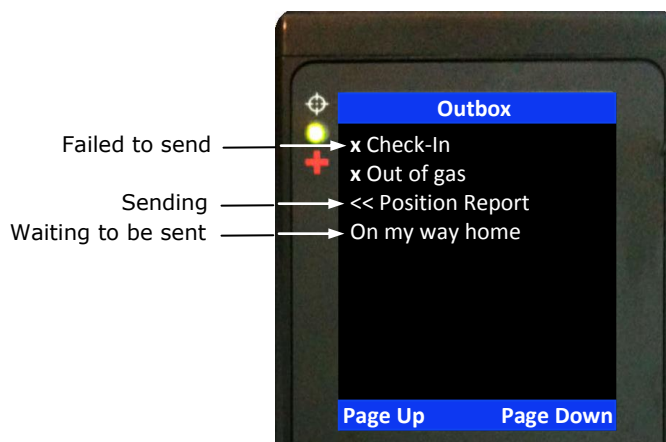 Outbox
Failed to send
x Check-In
x Out of gas
Sending
<< Position Report
Waiting to be sent
On my way home
Page Up Page Down